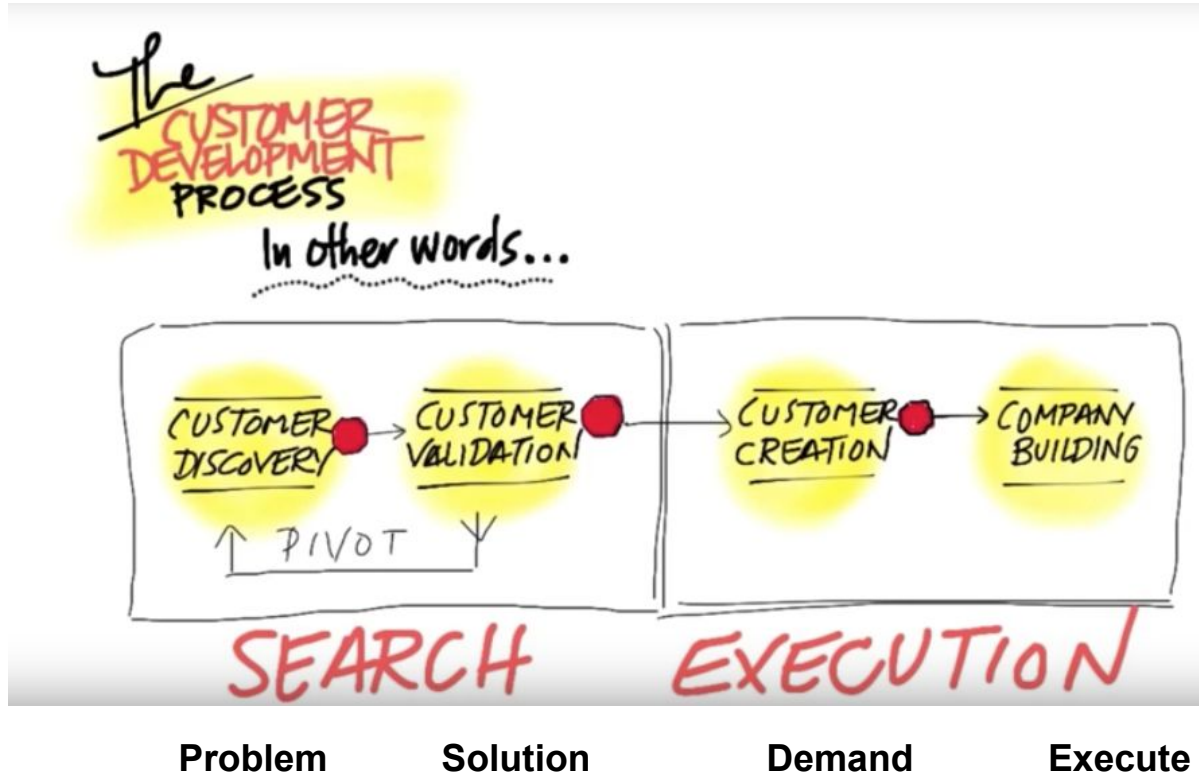 The
CUSTOMER
DEVELOPMENT
PROCESS
In other words...
CUSTOMER
DISCOVERY
CUSTOMER
VALIDATION
CUSTOMER
CREATION
COMPANY
BUILDING
PIVOT
SEARCH
EXECUTION
Problem Solution Demand Execute